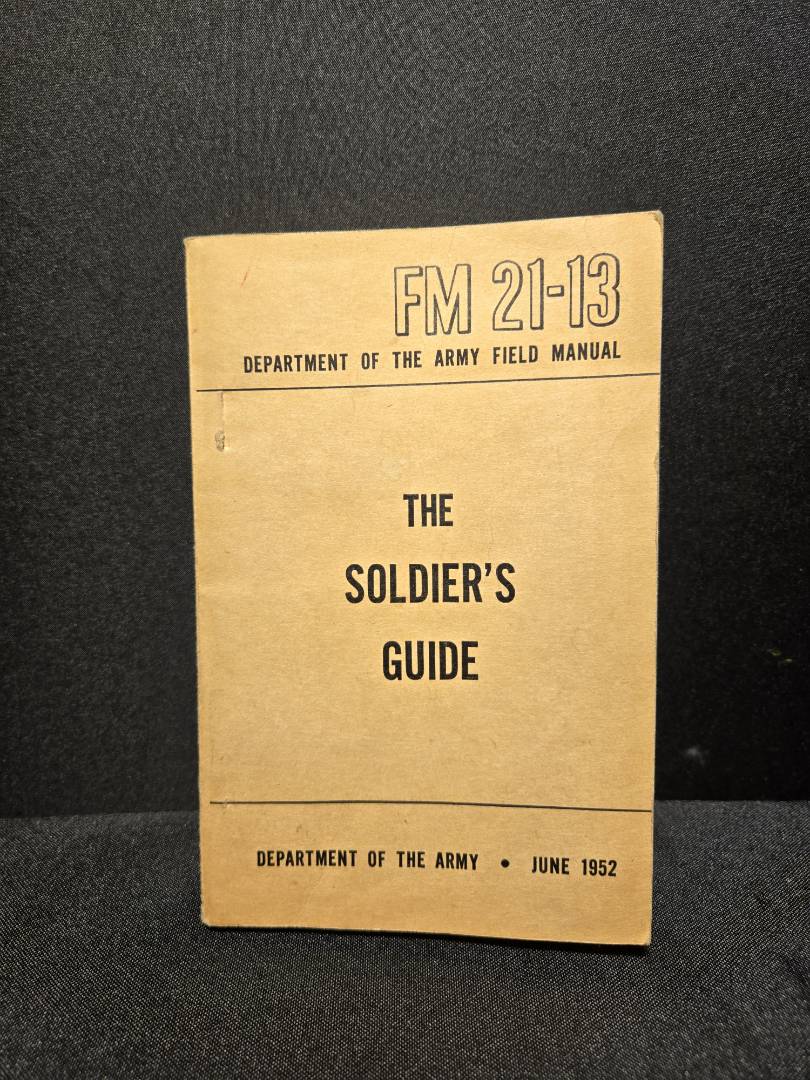 FM 21-13
DEPARTMENT OF THE ARMY FIELD MANUAL
THE
SOLDIER'S
GUIDE
DEPARTMENT OF THE ARMY • JUNE 1952